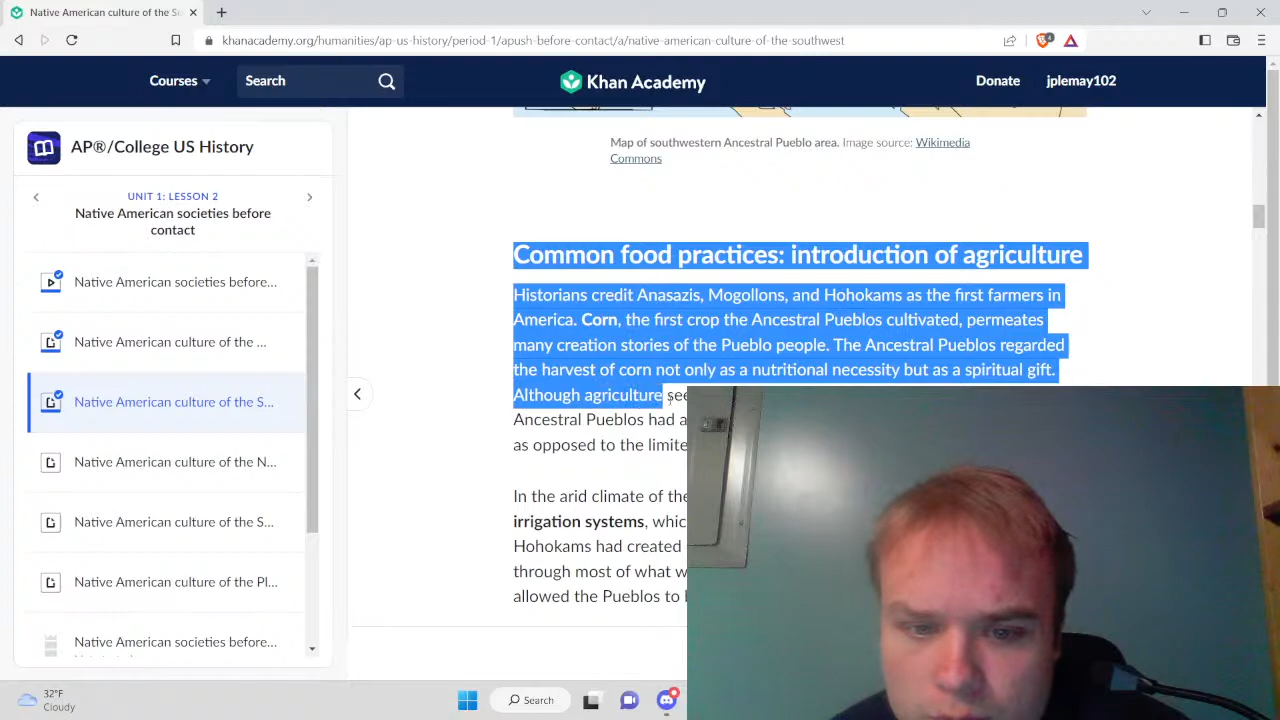 Native American culture of the S
khanacademy.org/humanities/ap-us-history/period-1/apush-before-contact/a/native-american-culture-of-the-southwest
4
Courses
Search
Khan Academy
Donate
jplemay102
AP®/College US History
UNIT 1: LESSON 2
Native American societies before
contact
Native American societies before...
Native American culture of the ...
Native American culture of the S...
Native American culture of the N...
Native American culture of the S...
Native American culture of the Pl...
Native American societies before...
Map of southwestern Ancestral Pueblo area. Image source: Wikimedia
Commons
Common food practices: introduction of agriculture
Historians credit Anasazis, Mogollons, and Hohokams as the first farmers in
America. Corn, the first crop the Ancestral Pueblos cultivated, permeates
many creation stories of the Pueblo people. The Ancestral Pueblos regarded
the harvest of corn not only as a nutritional necessity but as a spiritual gift.
Although agriculture see
Ancestral Pueblos had a
as opposed to the limite
In the arid climate of the
irrigation systems, whic
Hohokams had created
through most of what w
allowed the Pueblos to
32°F
Cloudy
Search